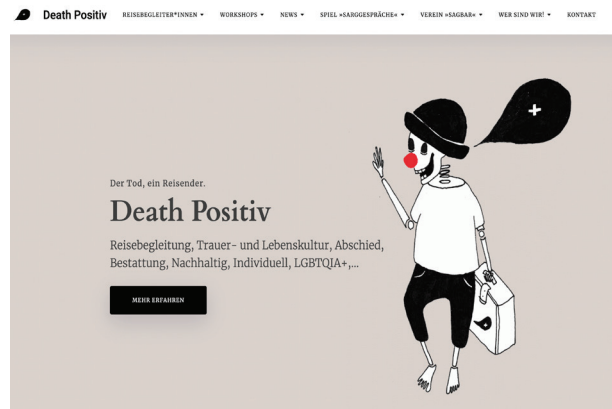 Death Positiv REISEBEGLEITER*INNEN WORKSHOPS NEWS SPIEL »SARGGESPRÄCHE« VEREIN »SAGBAR« WER SIND WIR! KONTAKT
Der Tod, ein Reisender.
Death Positiv
Reisebegleitung, Trauer- und Lebenskultur, Abschied,
Bestattung, Nachhaltig, Individuell, LGBTQIA+,...
MEHR ERFAHREN